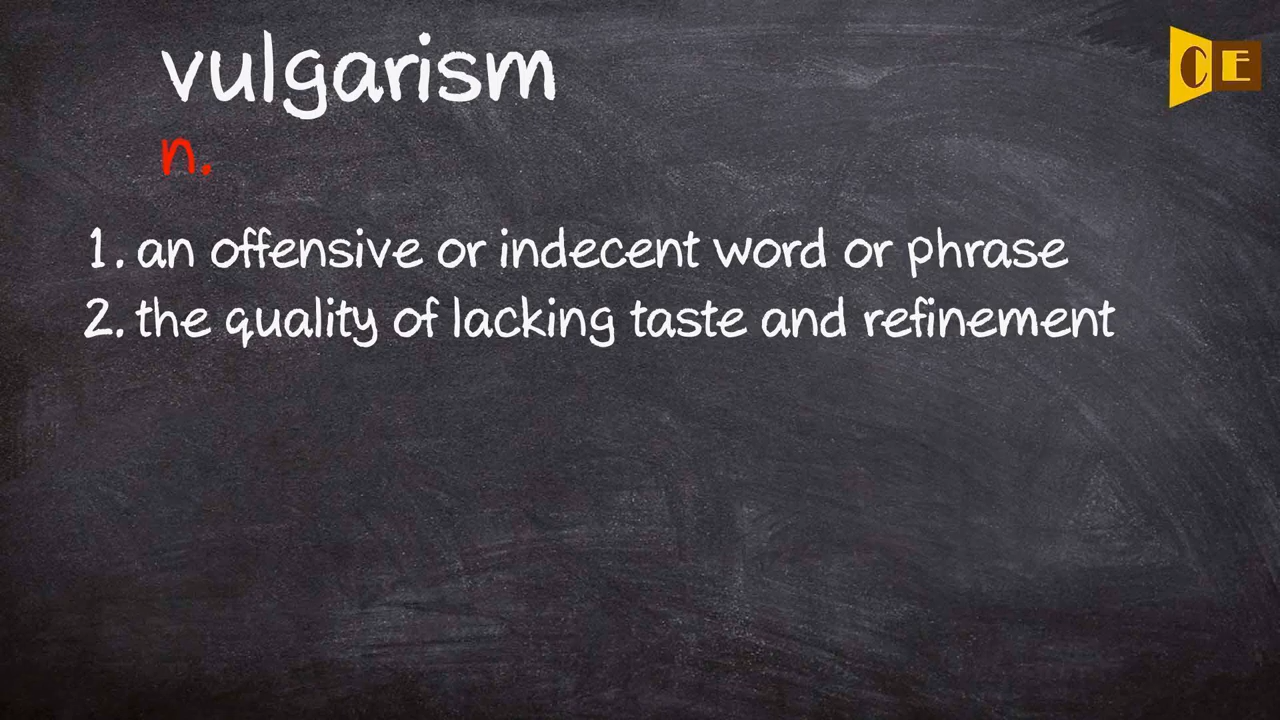 vulgarism
CE
n.
1. an offensive or indecent word or phrase
2. the quality of lacking taste and refinement